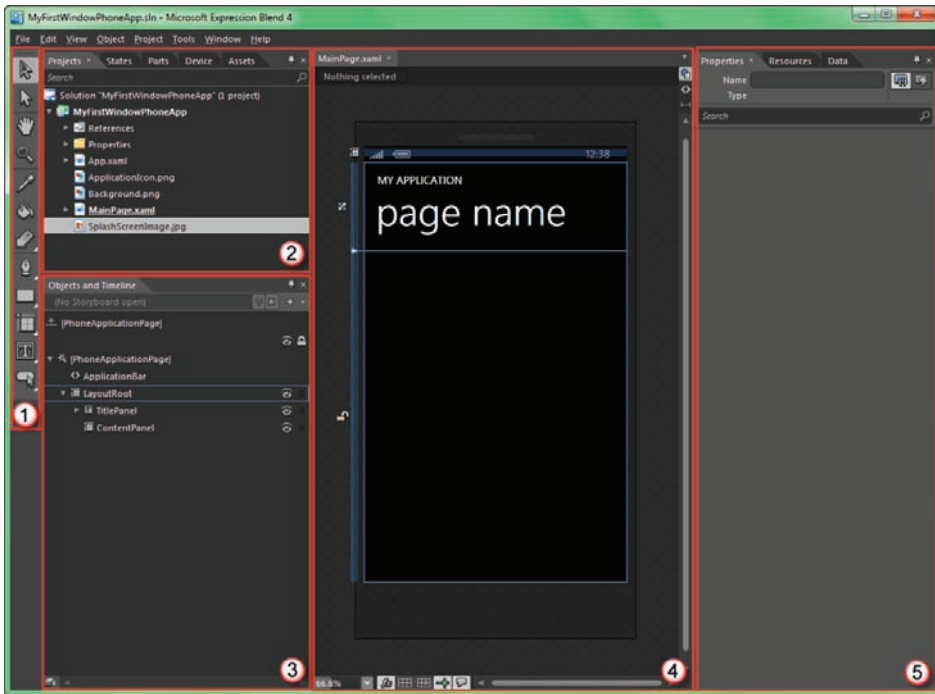 MyFirstWindowPhoneApp.sln - Microsoft Expression Blend 4
File Edit View Object Project Tools Window Help
Projects × States Parts Device Assets
Search
Solution "MyFirstWindowPhoneApp" (1 project)
MyFirstWindowPhoneApp
References
Properties
App.xaml
ApplicationIcon.png
Background.png
MainPage.xaml
SplashScreenImage.jpg
2
Objects and Timeline
(No Storyboard open)
[PhoneApplicationPage]
[PhoneApplicationPage]
ApplicationBar
LayoutRoot
TitlePanel
ContentPanel
1
3
MainPage.xaml ×
Nothing selected
12:38
MY APPLICATION
page name
66.6%
4
Properties × Resources Data
Name
Type
Search
5